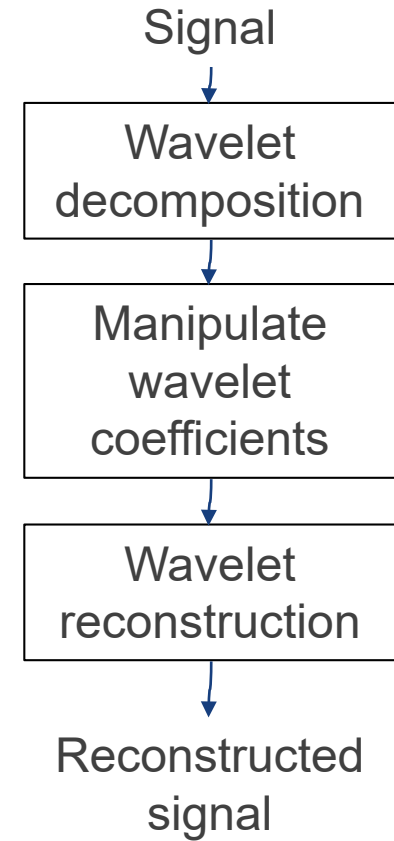 Signal
Wavelet
decomposition
Manipulate
wavelet
coefficients
Wavelet
reconstruction
Reconstructed
signal